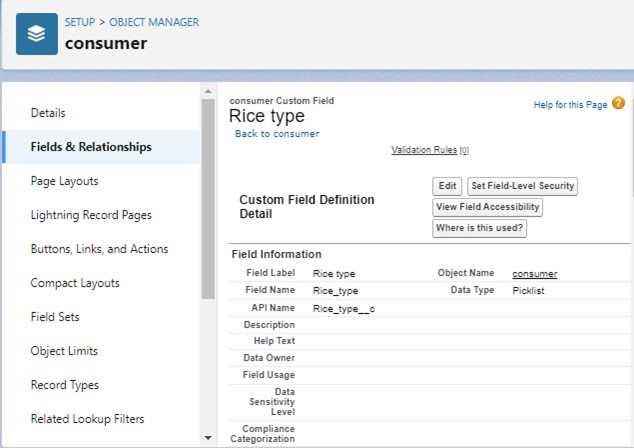 SETUP > OBJECT MANAGER
consumer
Details
Fields & Relationships
Page Layouts
Lightning Record Pages
Buttons, Links, and Actions
Compact Layouts
Field Sets
Object Limits
Record Types
Related Lookup Filters
consumer Custom Field
Rice type
Help for this Page ?
Back to consumer
Validation Rules [0]
Custom Field Definition
Detail
Edit Set Field-Level Security
View Field Accessibility
Where is this used?
Field Information
Field Label Rice type Object Name consumer
Field Name Rice_type Data Type Picklist
API Name Rice_type__c
Description
Help Text
Data Owner
Field Usage
Data
Sensitivity
Level
Compliance
Categorization